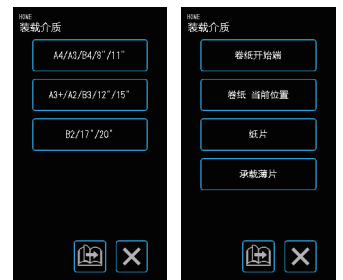 HOME
装载介质
A4/A3/B4/8"/11"
A3+/A2/B3/12"/15"
B2/17"/20"
HOME
装载介质
卷纸开始端
卷纸 当前位置
纸片
承载薄片